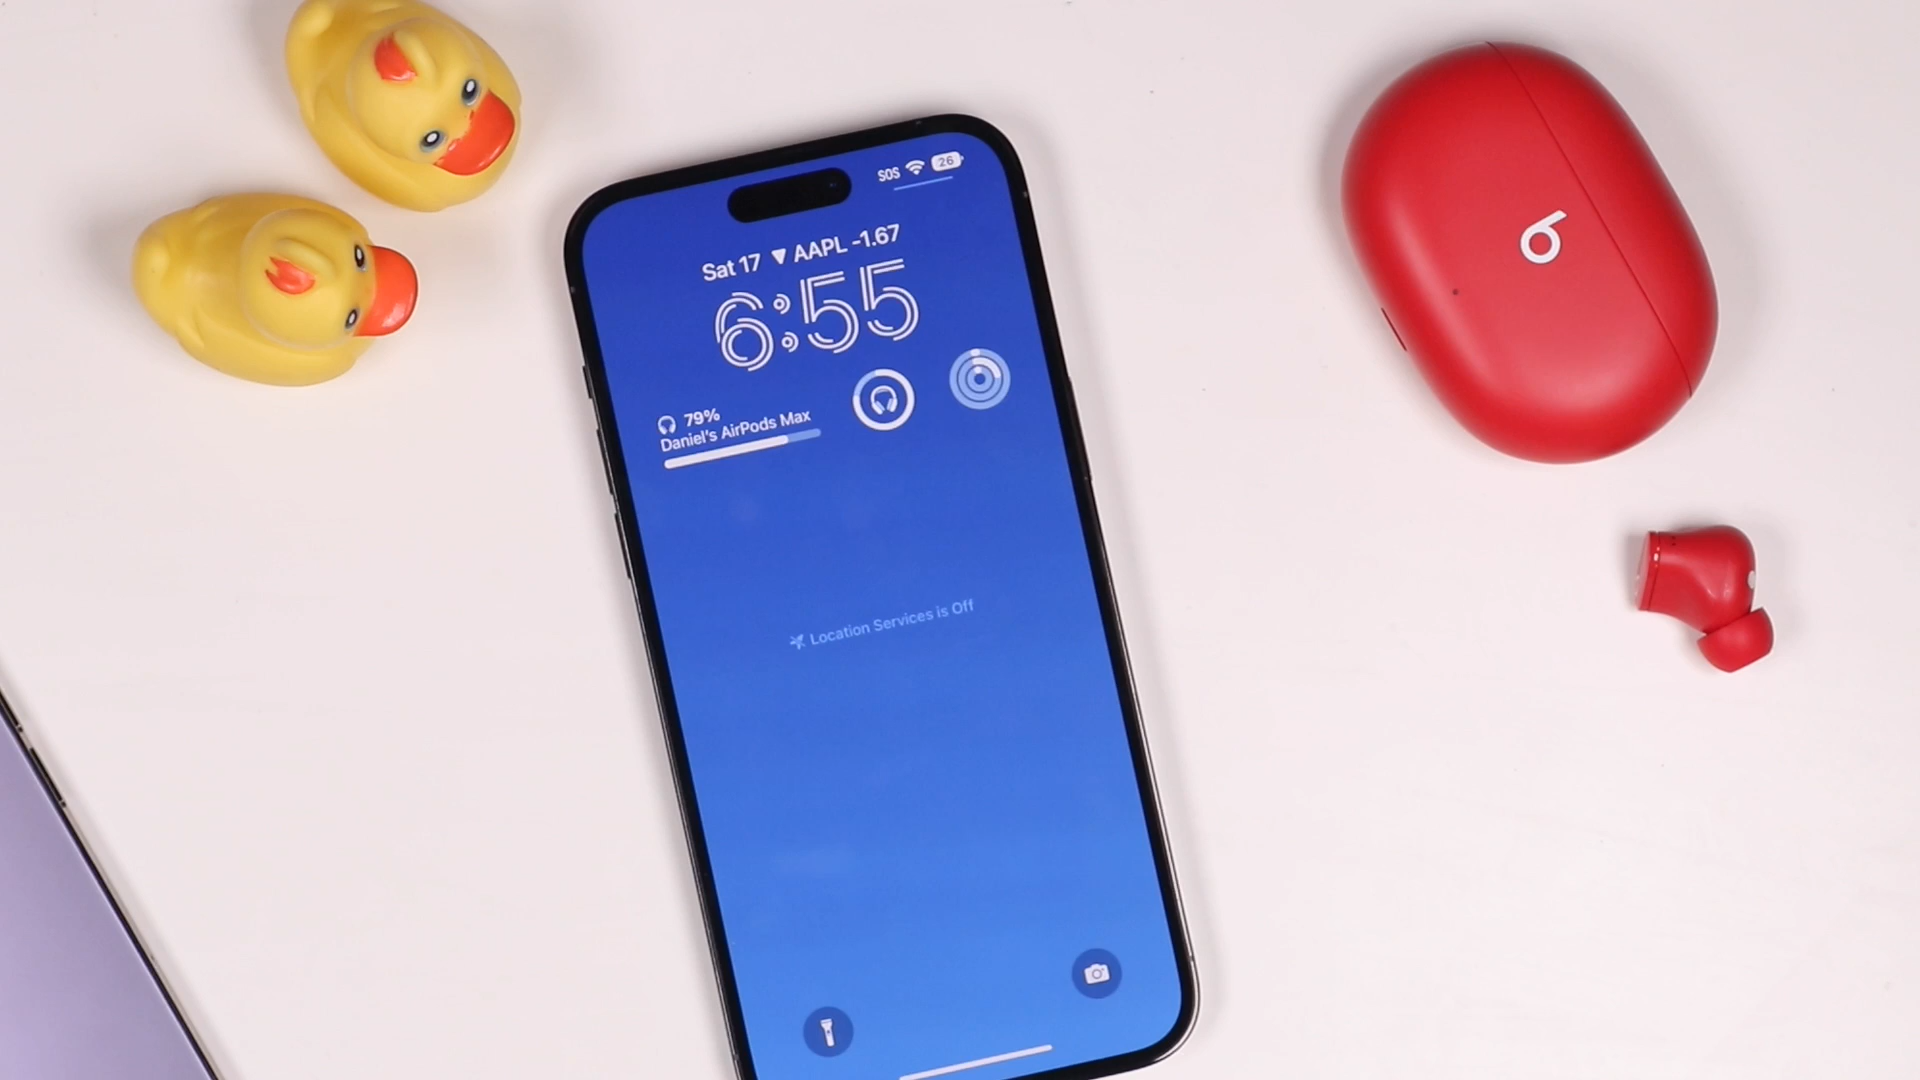 SOS 26
Sat 17 AAPL -1.67
6:55
79%
Daniel's AirPods Max
Location Services is Off